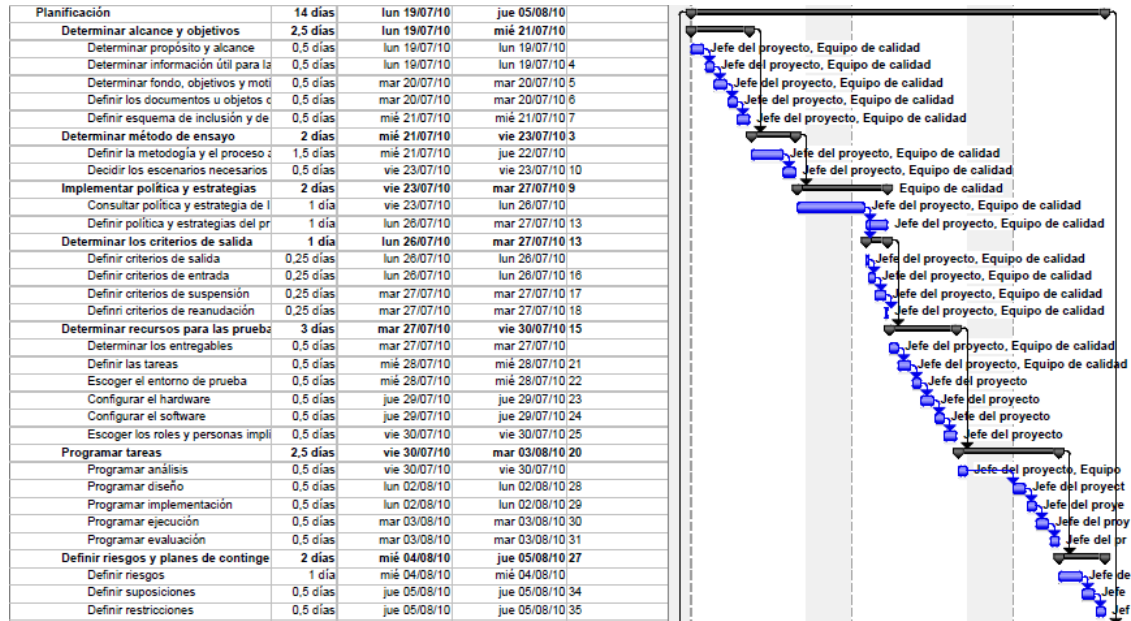 Planificación 14 días lun 19/07/10 jue 05/08/10
Determinar alcance y objetivos 2,5 días lun 19/07/10 mié 21/07/10
Determinar propósito y alcance 0,5 días lun 19/07/10 lun 19/07/10 Jefe del proyecto, Equipo de calidad
Determinar información útil para la 0,5 días lun 19/07/10 lun 19/07/10 4 Jefe del proyecto, Equipo de calidad
Determinar fondo, objetivos y moti 0,5 días mar 20/07/10 mar 20/07/10 5 Jefe del proyecto, Equipo de calidad
Definir los documentos u objetos d 0,5 días mar 20/07/10 mar 20/07/10 6 Jefe del proyecto, Equipo de calidad
Definir esquema de inclusión y de 0,5 días mié 21/07/10 mié 21/07/10 7 Jefe del proyecto, Equipo de calidad
Determinar método de ensayo 2 días mié 21/07/10 vie 23/07/10 3
Definir la metodogía y el proceso a 1,5 días mié 21/07/10 jue 22/07/10 Jefe del proyecto, Equipo de calidad
Decidir los escenarios necesarios 0,5 días vie 23/07/10 vie 23/07/10 10 Jefe del proyecto, Equipo de calidad
Implementar política y estrategias 2 días vie 23/07/10 mar 27/07/10 9 Equipo de calidad
Consultar política y estrategia de l 1 día vie 23/07/10 lun 26/07/10 Jefe del proyecto, Equipo de calidad
Definir política y estrategias del pr 1 día lun 26/07/10 mar 27/07/10 13 Jefe del proyecto, Equipo de calidad
Determinar los criterios de salida 1 día lun 26/07/10 mar 27/07/10 13
Definir criterios de salida 0,25 días lun 26/07/10 lun 26/07/10 Jefe del proyecto, Equipo de calidad
Definir criterios de entrada 0,25 días lun 26/07/10 lun 26/07/10 16 Jefe del proyecto, Equipo de calidad
Definir criterios de suspensión 0,25 días mar 27/07/10 mar 27/07/10 17 Jefe del proyecto, Equipo de calidad
Definri criterios de reanudación 0,25 días mar 27/07/10 mar 27/07/10 18 Jefe del proyecto, Equipo de calidad
Determinar recursos para las prueba 3 días mar 27/07/10 vie 30/07/10 15
Determinar los entregables 0,5 días mar 27/07/10 mar 27/07/10 Jefe del proyecto, Equipo de calidad
Definir las tareas 0,5 días mié 28/07/10 mié 28/07/10 21 Jefe del proyecto, Equipo de calidad
Escoger el entorno de prueba 0,5 días mié 28/07/10 mié 28/07/10 22 Jefe del proyecto
Configurar el hardware 0,5 días jue 29/07/10 jue 29/07/10 23 Jefe del proyecto
Configurar el software 0,5 días jue 29/07/10 jue 29/07/10 24 Jefe del proyecto
Escoger los roles y personas impli 0,5 días vie 30/07/10 vie 30/07/10 25 Jefe del proyecto
Programar tareas 2,5 días vie 30/07/10 mar 03/08/10 20
Programar análisis 0,5 días vie 30/07/10 vie 30/07/10 Jefe del proyecto, Equipo
Programar diseño 0,5 días lun 02/08/10 lun 02/08/10 28 Jefe del proyect
Programar implementación 0,5 días lun 02/08/10 lun 02/08/10 29 Jefe del proye
Programar ejecución 0,5 días mar 03/08/10 mar 03/08/10 30 Jefe del proy
Programar evaluación 0,5 días mar 03/08/10 mar 03/08/10 31 Jefe del pr
Definir riesgos y planes de continge 2 días mié 04/08/10 jue 05/08/10 27
Definir riesgos 1 día mié 04/08/10 mié 04/08/10 Jefe de
Definir suposiciones 0,5 días jue 05/08/10 jue 05/08/10 34 Jefe
Definir restricciones 0,5 días jue 05/08/10 jue 05/08/10 35 Jef